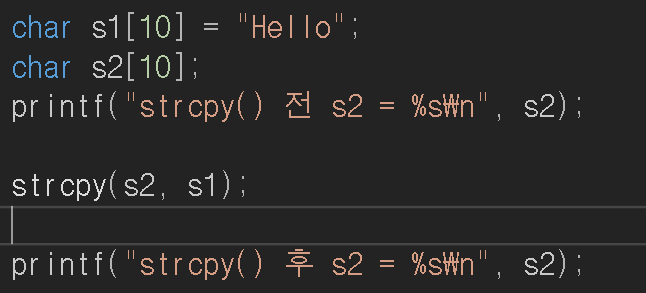 char s1[10] = "Hello";
char s2[10];
printf("strcpy() 전 s2 = %s₩n", s2);
strcpy(s2, s1);
printf("strcpy() 후 s2 = %s₩n", s2);